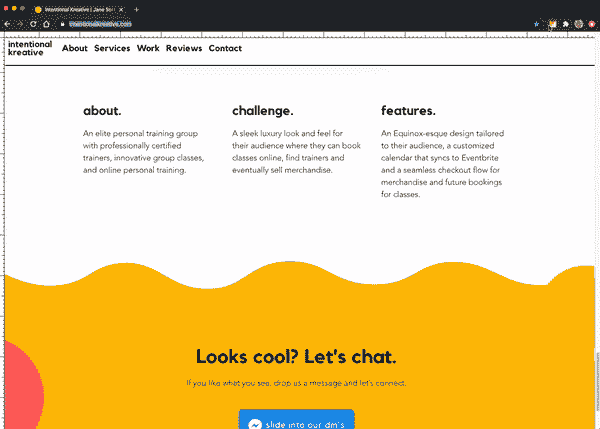 Intentional Kreative | Jane So
intentionalkreative.com
intentional
kreative
About Services Work Reviews Contact
about.
An elite personal training group
with professionally certified
trainers, innovative group classes,
and online personal training.
challenge.
A sleek luxury look and feel for
their audience where they can book
classes online, find trainers and
eventually sell merchandise.
features.
An Equinox-esque design tailored
to their audience, a customized
calendar that syncs to Eventbrite
and a seamless checkout flow for
merchandise and future bookings
for classes.
Looks cool? Let's chat.
If you like what you see, drop us a message and let's connect.
slide into our dm's